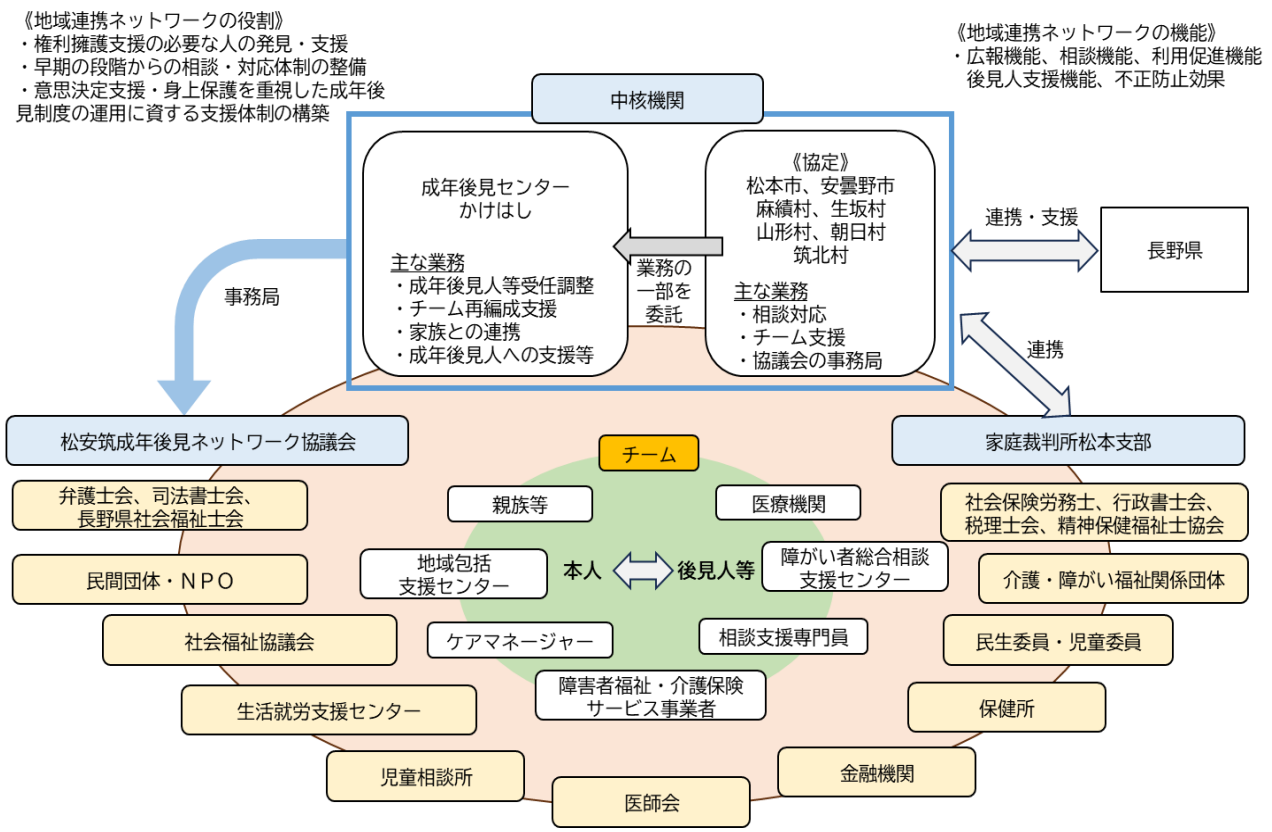 《地域連携ネットワークの役割》
・権利擁護支援の必要な人の発見・支援
・早期の段階からの相談・対応体制の整備
・意思決定支援・身上保護を重視した成年後
見制度の運用に資する支援体制の構築
《地域連携ネットワークの機能》
・広報機能、相談機能、利用促進機能
後見人支援機能、不正防止効果
中核機関
成年後見センター
かけはし
主な業務
・成年後見人等受任調整
・チーム再編成支援
・家族との連携
・成年後見人への支援等
業務の
一部を
委託
《協定》
松本市、安曇野市
麻績村、生坂村
山形村、朝日村
筑北村
主な業務
・相談対応
・チーム支援
・協議会の事務局
連携・支援
長野県
事務局
連携
松安筑成年後見ネットワーク協議会
家庭裁判所松本支部
チーム
弁護士会、司法書士会、
長野県社会福祉士会
親族等
医療機関
社会保険労務士、行政書士会、
税理士会、精神保健福祉士協会
民間団体・ＮＰＯ
地域包括
支援センター
本人
後見人等
障がい者総合相談
支援センター
介護・障がい福祉関係団体
社会福祉協議会
ケアマネージャー
相談支援専門員
民生委員・児童委員
生活就労支援センター
障害者福祉・介護保険
サービス事業者
保健所
児童相談所
医師会
金融機関